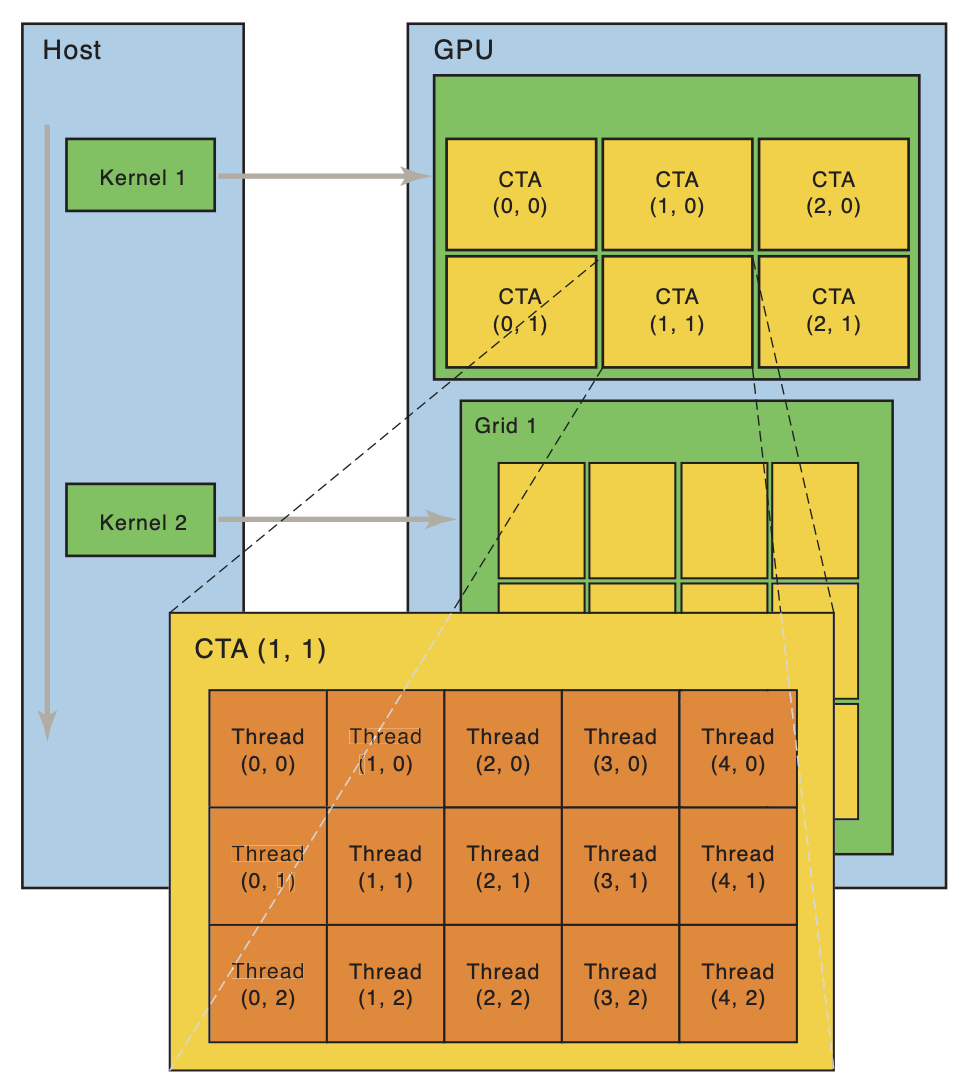 Host
GPU
Kernel 1
CTA
(0, 0)
CTA
(1, 0)
CTA
(2, 0)
CTA
(0, 1)
CTA
(1, 1)
CTA
(2, 1)
Grid 1
Kernel 2
CTA (1, 1)
Thread
(0, 0)
Thread
(1, 0)
Thread
(2, 0)
Thread
(3, 0)
Thread
(4, 0)
Thread
(0, 1)
Thread
(1, 1)
Thread
(2, 1)
Thread
(3, 1)
Thread
(4, 1)
Thread
(0, 2)
Thread
(1, 2)
Thread
(2, 2)
Thread
(3, 2)
Thread
(4, 2)